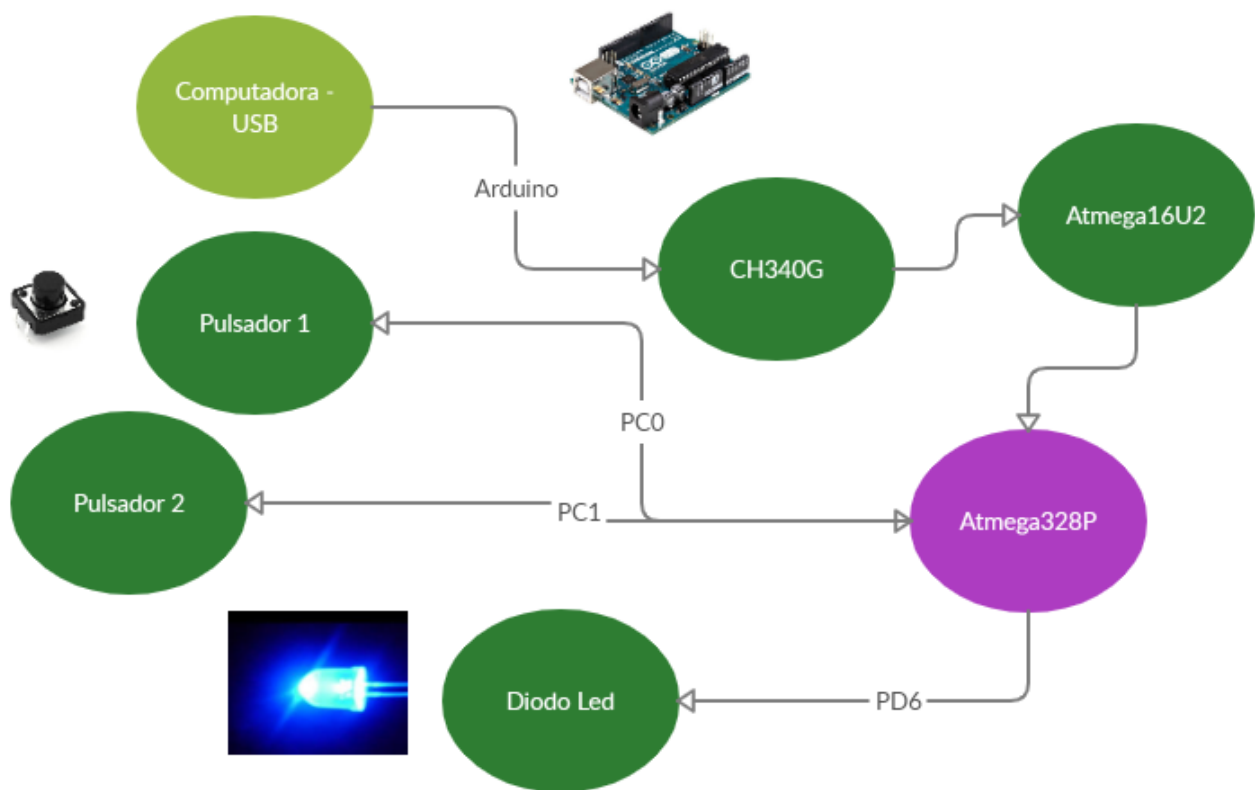 Computadora -
USB
Arduino
CH340G
Atmega16U2
Pulsador 1
PC0
Pulsador 2
PC1
Atmega328P
Diodo Led
PD6